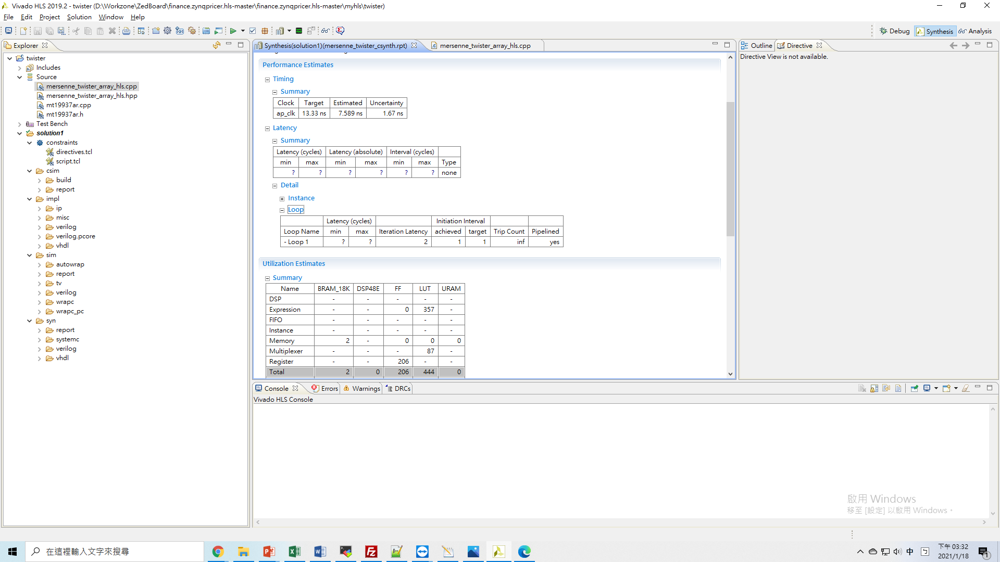 Vivado HLS 2019.2 - twister (D:\Workzone\ZedBoard\finance.zynqpricer.hls-master\finance.zynqpricer.hls-master\myhls\twister)
File Edit Project Solution Window Help
Debug Synthesis Analysis
Explorer
twister
Includes
Source
mersenne_twister_array_hls.cpp
mersenne_twister_array_hls.hpp
mt19937ar.cpp
mt19937ar.h
Test Bench
solution1
constraints
directives.tcl
script.tcl
csim
build
report
impl
ip
misc
verilog
verilog.pcore
vhdl
sim
autowrap
report
tv
verilog
wrapc
wrapc_pc
syn
report
systemc
verilog
vhdl
Synthesis(solution1)(mersenne_twister_csynth.rpt) mersenne_twister_array_hls.cpp
Performance Estimates
Timing
Summary
Clock Target Estimated Uncertainty
ap_clk 13.33 ns 7.589 ns 1.67 ns
Latency
Summary
Latency (cycles) Latency (absolute) Interval (cycles)
min max min max min max Type
? ? ? ? ? ? none
Detail
Instance
Loop
Latency (cycles) Initiation Interval
Loop Name min max Iteration Latency achieved target Trip Count Pipelined
- Loop 1 ? ? 2 1 1 inf yes
Utilization Estimates
Summary
Name BRAM_18K DSP48E FF LUT URAM
DSP - - - - -
Expression - - 0 357 -
FIFO - - - - -
Instance - - - - -
Memory 2 - 0 0 0
Multiplexer - - - 87 -
Register - - 206 - -
Total 2 0 206 444 0
Outline Directive
Directive View is not available.
Console Errors Warnings DRCs
Vivado HLS Console
啟用 Windows
移至 [設定] 以啟用 Windows。
在這裡輸入文字來搜尋
中
下午 03:32
2021/1/18
1